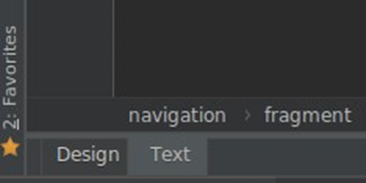 2: Favorites
navigation › fragment
Design Text